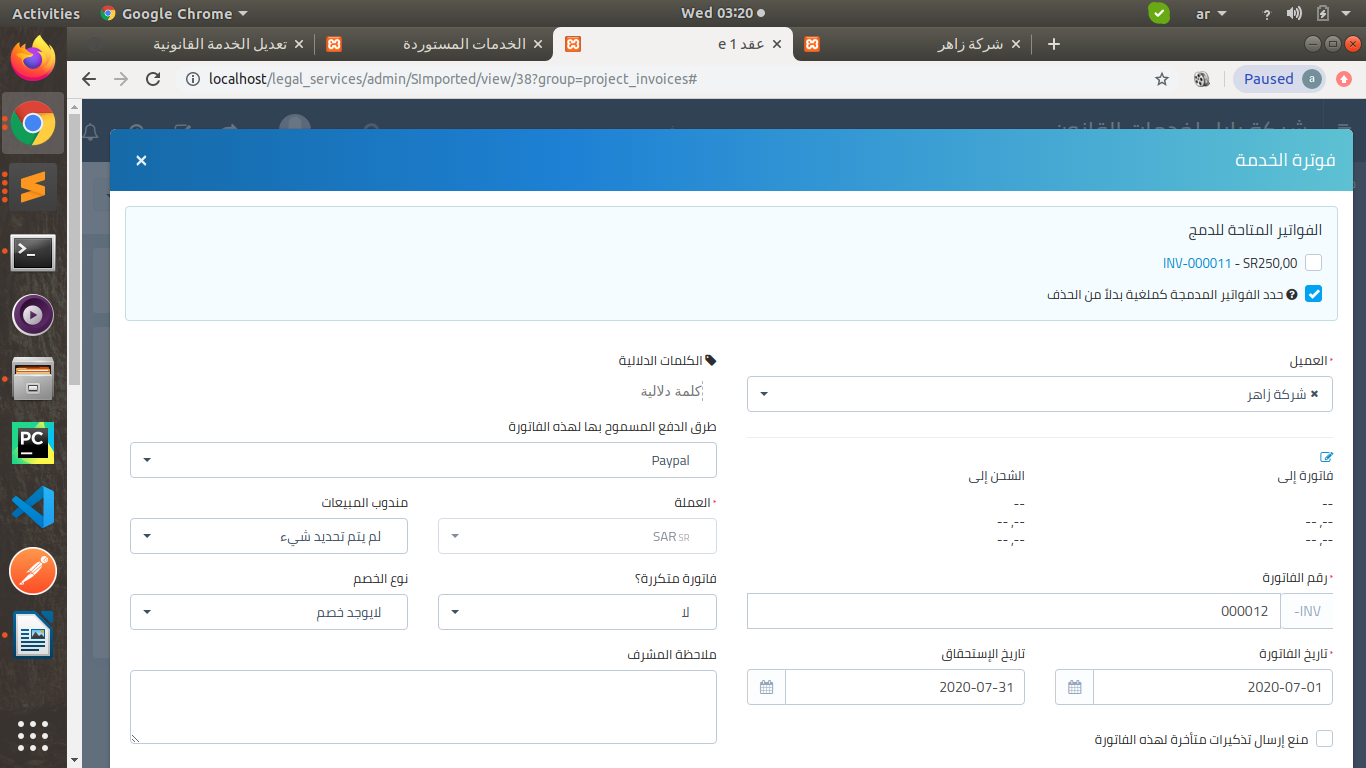 Activities
Google Chrome
Wed 03:20
ar
?
تعديل الخدمة القانونية
الخدمات المستوردة
عقد 1 e
شركة زاهر
localhost/legal_services/admin/SImported/view/38?group=project_invoices#
Paused
a
فوترة الخدمة
الفواتير المتاحة للدمج
INV-000011 - SR250,00
حدد الفواتير المدمجة كملغية بدلاً من الحذف
* العميل
شركة زاهر
فاتورة إلى
--
--, --
--, --
الشحن إلى
--
--, --
--, --
* رقم الفاتورة
INV-
000012
* تاريخ الفاتورة
2020-07-01
تاريخ الإستحقاق
2020-07-31
منع إرسال تذكيرات متأخرة لهذه الفاتورة
الكلمات الدلالية
كلمة دلالية
طرق الدفع المسموح بها لهذه الفاتورة
Paypal
* العملة
SAR SR
مندوب المبيعات
لم يتم تحديد شيء
فاتورة متكررة؟
لا
نوع الخصم
لايوجد خصم
ملاحظة المشرف
PC